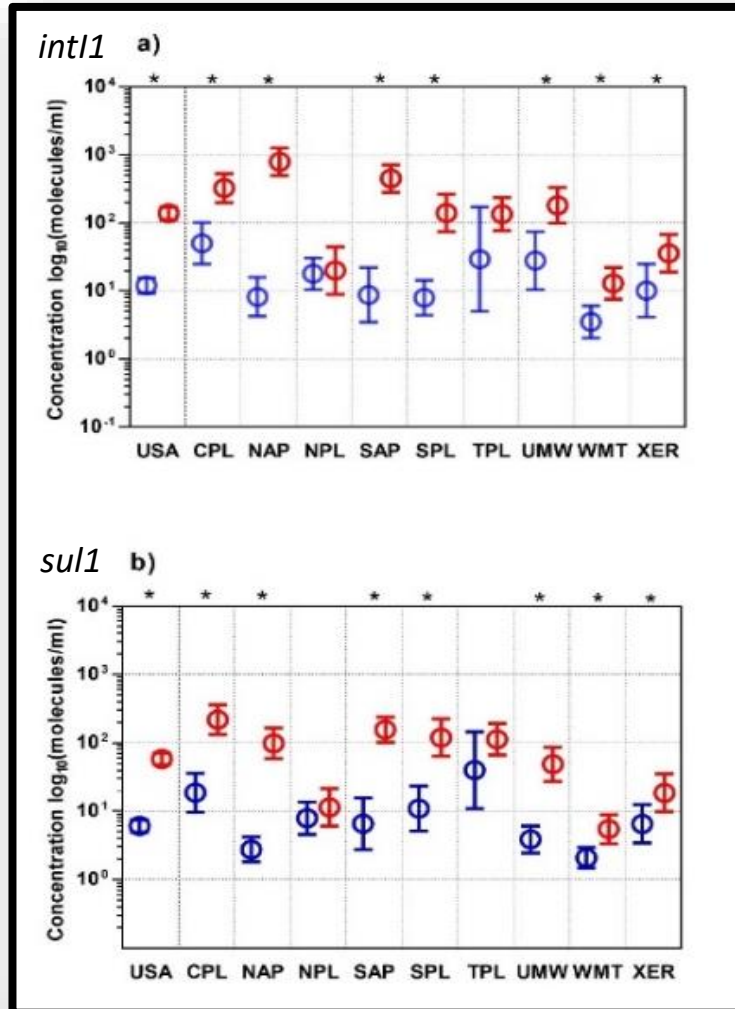 intI1 a)
* * * * * * * *
10⁴
10³
10²
10¹
10⁰
10⁻¹
Concentration log₁₀(molecules/ml)
USA CPL NAP NPL SAP SPL TPL UMW WMT XER
sul1 b)
* * * * * * * *
10⁴
10³
10²
10¹
10⁰
Concentration log₁₀(molecules/ml)
USA CPL NAP NPL SAP SPL TPL UMW WMT XER